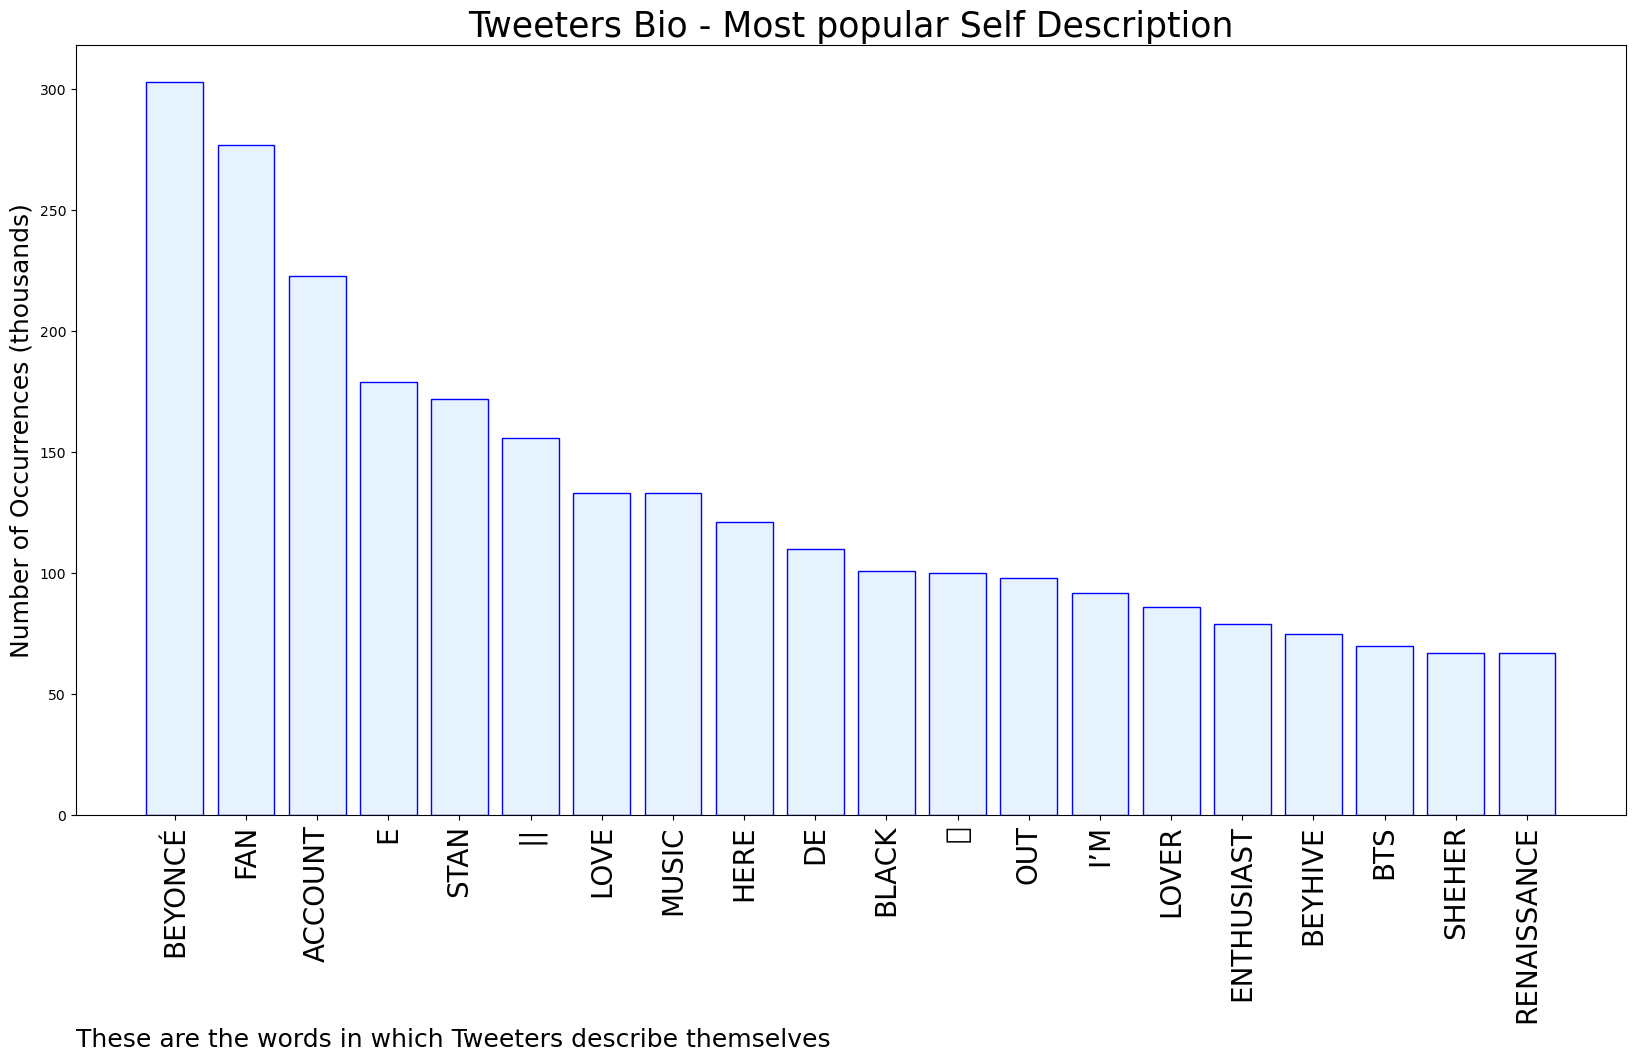 Tweeters Bio - Most popular Self Description
Number of Occurrences (thousands)
300
250
200
150
100
50
0
BEYONCÉ
FAN
ACCOUNT
E
STAN
||
LOVE
MUSIC
HERE
DE
BLACK
OUT
I’M
LOVER
ENTHUSIAST
BEYHIVE
BTS
SHEHER
RENAISSANCE
These are the words in which Tweeters describe themselves